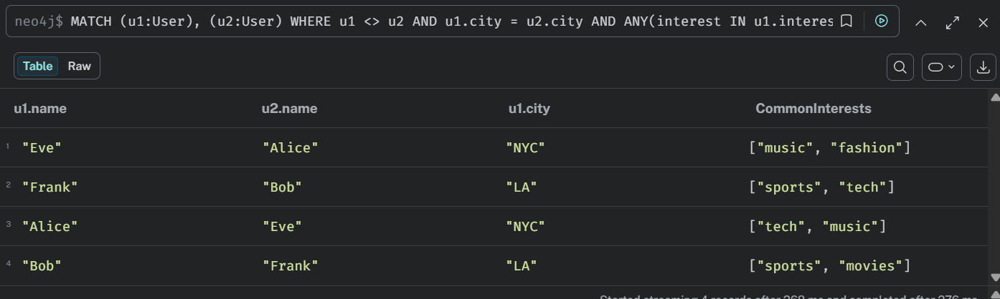 neo4j$ MATCH (u1:User), (u2:User) WHERE u1 <> u2 AND u1.city = u2.city AND ANY(interest IN u1.interes
Table Raw
u1.name u2.name u1.city CommonInterests
1 "Eve" "Alice" "NYC" ["music", "fashion"]
2 "Frank" "Bob" "LA" ["sports", "tech"]
3 "Alice" "Eve" "NYC" ["tech", "music"]
4 "Bob" "Frank" "LA" ["sports", "movies"]
Started streaming 4 records after 268 ms and completed after 276 ms.